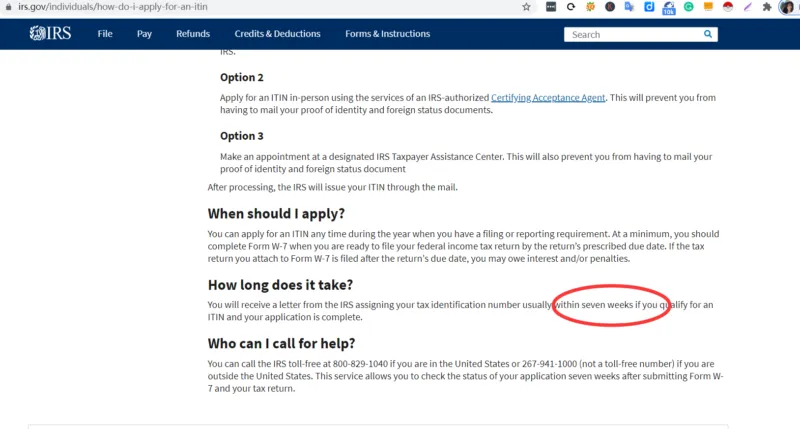 irs.gov/individuals/how-do-i-apply-for-an-itin
10k
IRS File Pay Refunds Credits & Deductions Forms & Instructions Search
IRS.
Option 2
Apply for an ITIN in-person using the services of an IRS-authorized Certifying Acceptance Agent. This will prevent you from
having to mail your proof of identity and foreign status documents.
Option 3
Make an appointment at a designated IRS Taxpayer Assistance Center. This will also prevent you from having to mail your
proof of identity and foreign status document
After processing, the IRS will issue your ITIN through the mail.
When should I apply?
You can apply for an ITIN any time during the year when you have a filing or reporting requirement. At a minimum, you should
complete Form W-7 when you are ready to file your federal income tax return by the return's prescribed due date. If the tax
return you attach to Form W-7 is filed after the return's due date, you may owe interest and/or penalties.
How long does it take?
You will receive a letter from the IRS assigning your tax identification number usually within seven weeks if you qualify for an
ITIN and your application is complete.
Who can I call for help?
You can call the IRS toll-free at 800-829-1040 if you are in the United States or 267-941-1000 (not a toll-free number) if you are
outside the United States. This service allows you to check the status of your application seven weeks after submitting Form W-
7 and your tax return.